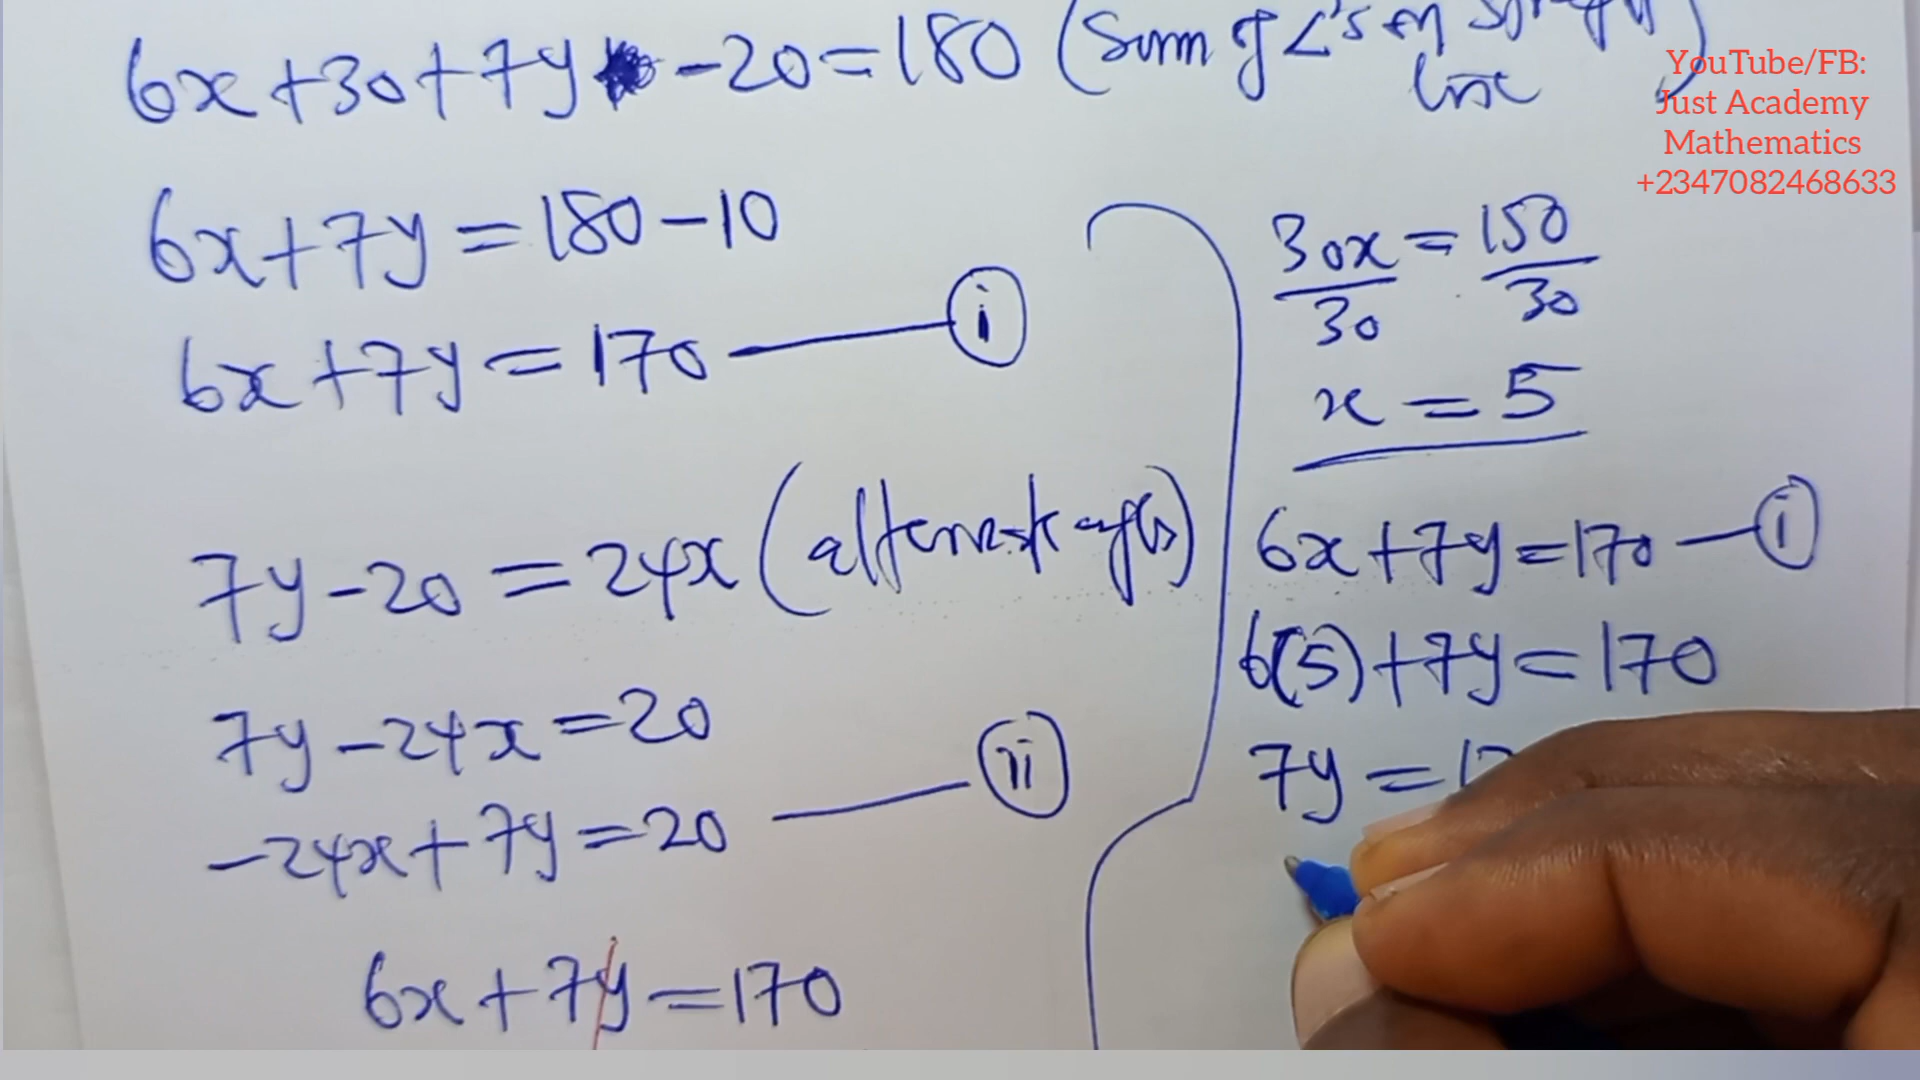 6x+30+7y -20=180 (Sum of <'s on
line)
6x+7y=180-10
6x+7y=170 — i
7y-20=24x (alternate angles)
7y-24x=20
-24x+7y=20 — ii
6x+7y=170
30x/30=150/30
x=5
6x+7y=170 — i
6(5)+7y=170
7y=
YouTube/FB:
Just Academy
Mathematics
+2347082468633